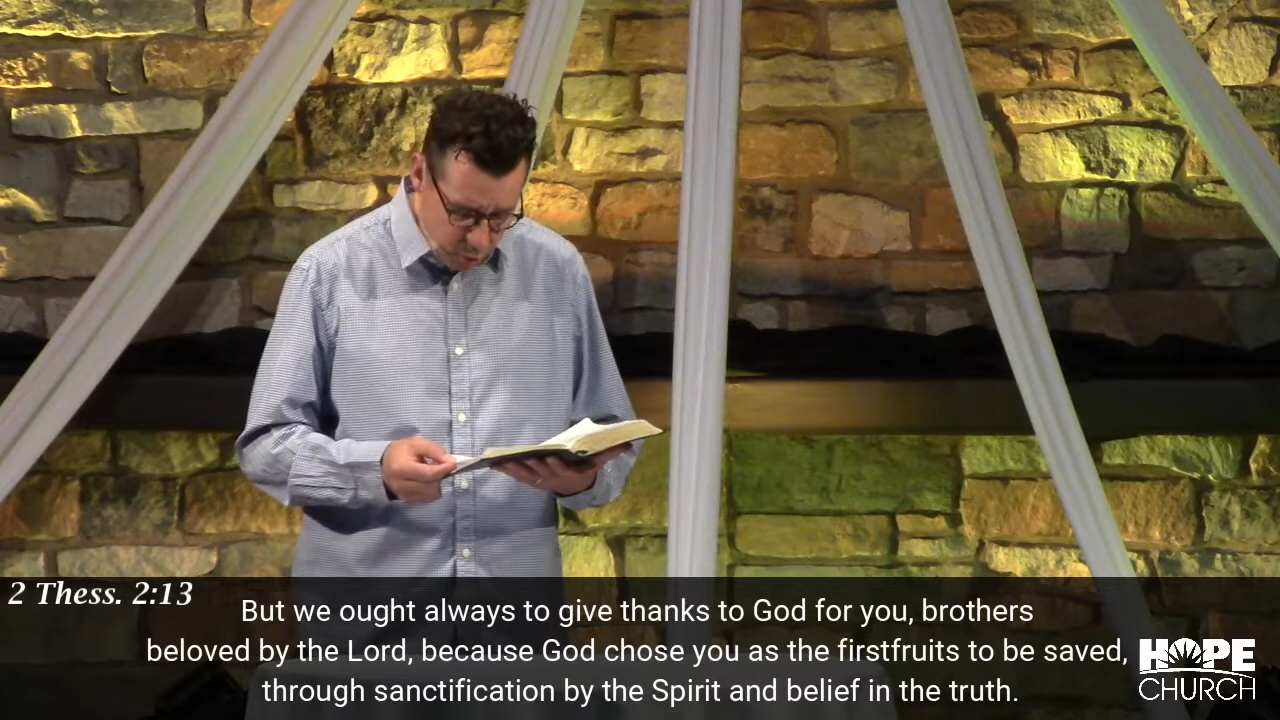 2 Thess. 2:13
But we ought always to give thanks to God for you, brothers
beloved by the Lord, because God chose you as the firstfruits to be saved,
through sanctification by the Spirit and belief in the truth.
HOPE
CHURCH